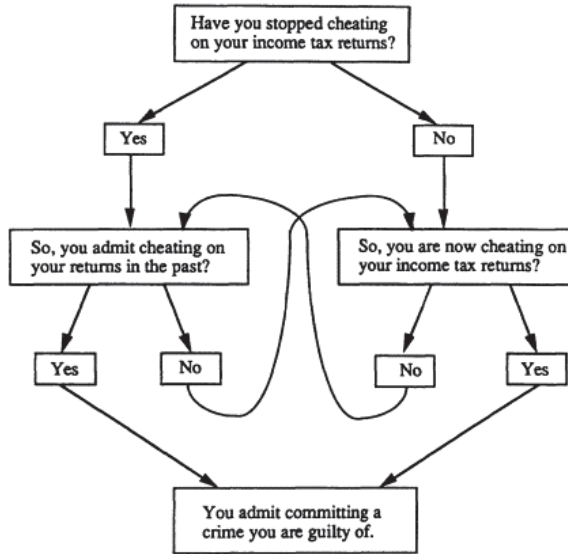 Have you stopped cheating
on your income tax returns?
Yes
No
So, you admit cheating on
your returns in the past?
So, you are now cheating on
your income tax returns?
Yes
No
No
Yes
You admit committing a
crime you are guilty of.